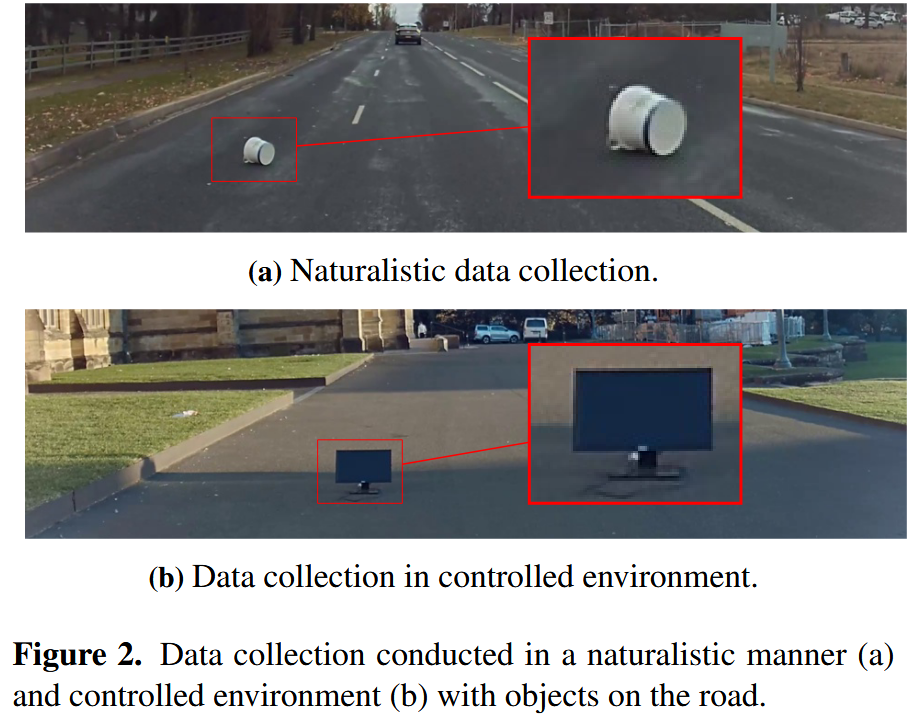 (a) Naturalistic data collection.
(b) Data collection in controlled environment.
Figure 2. Data collection conducted in a naturalistic manner (a)
and controlled environment (b) with objects on the road.